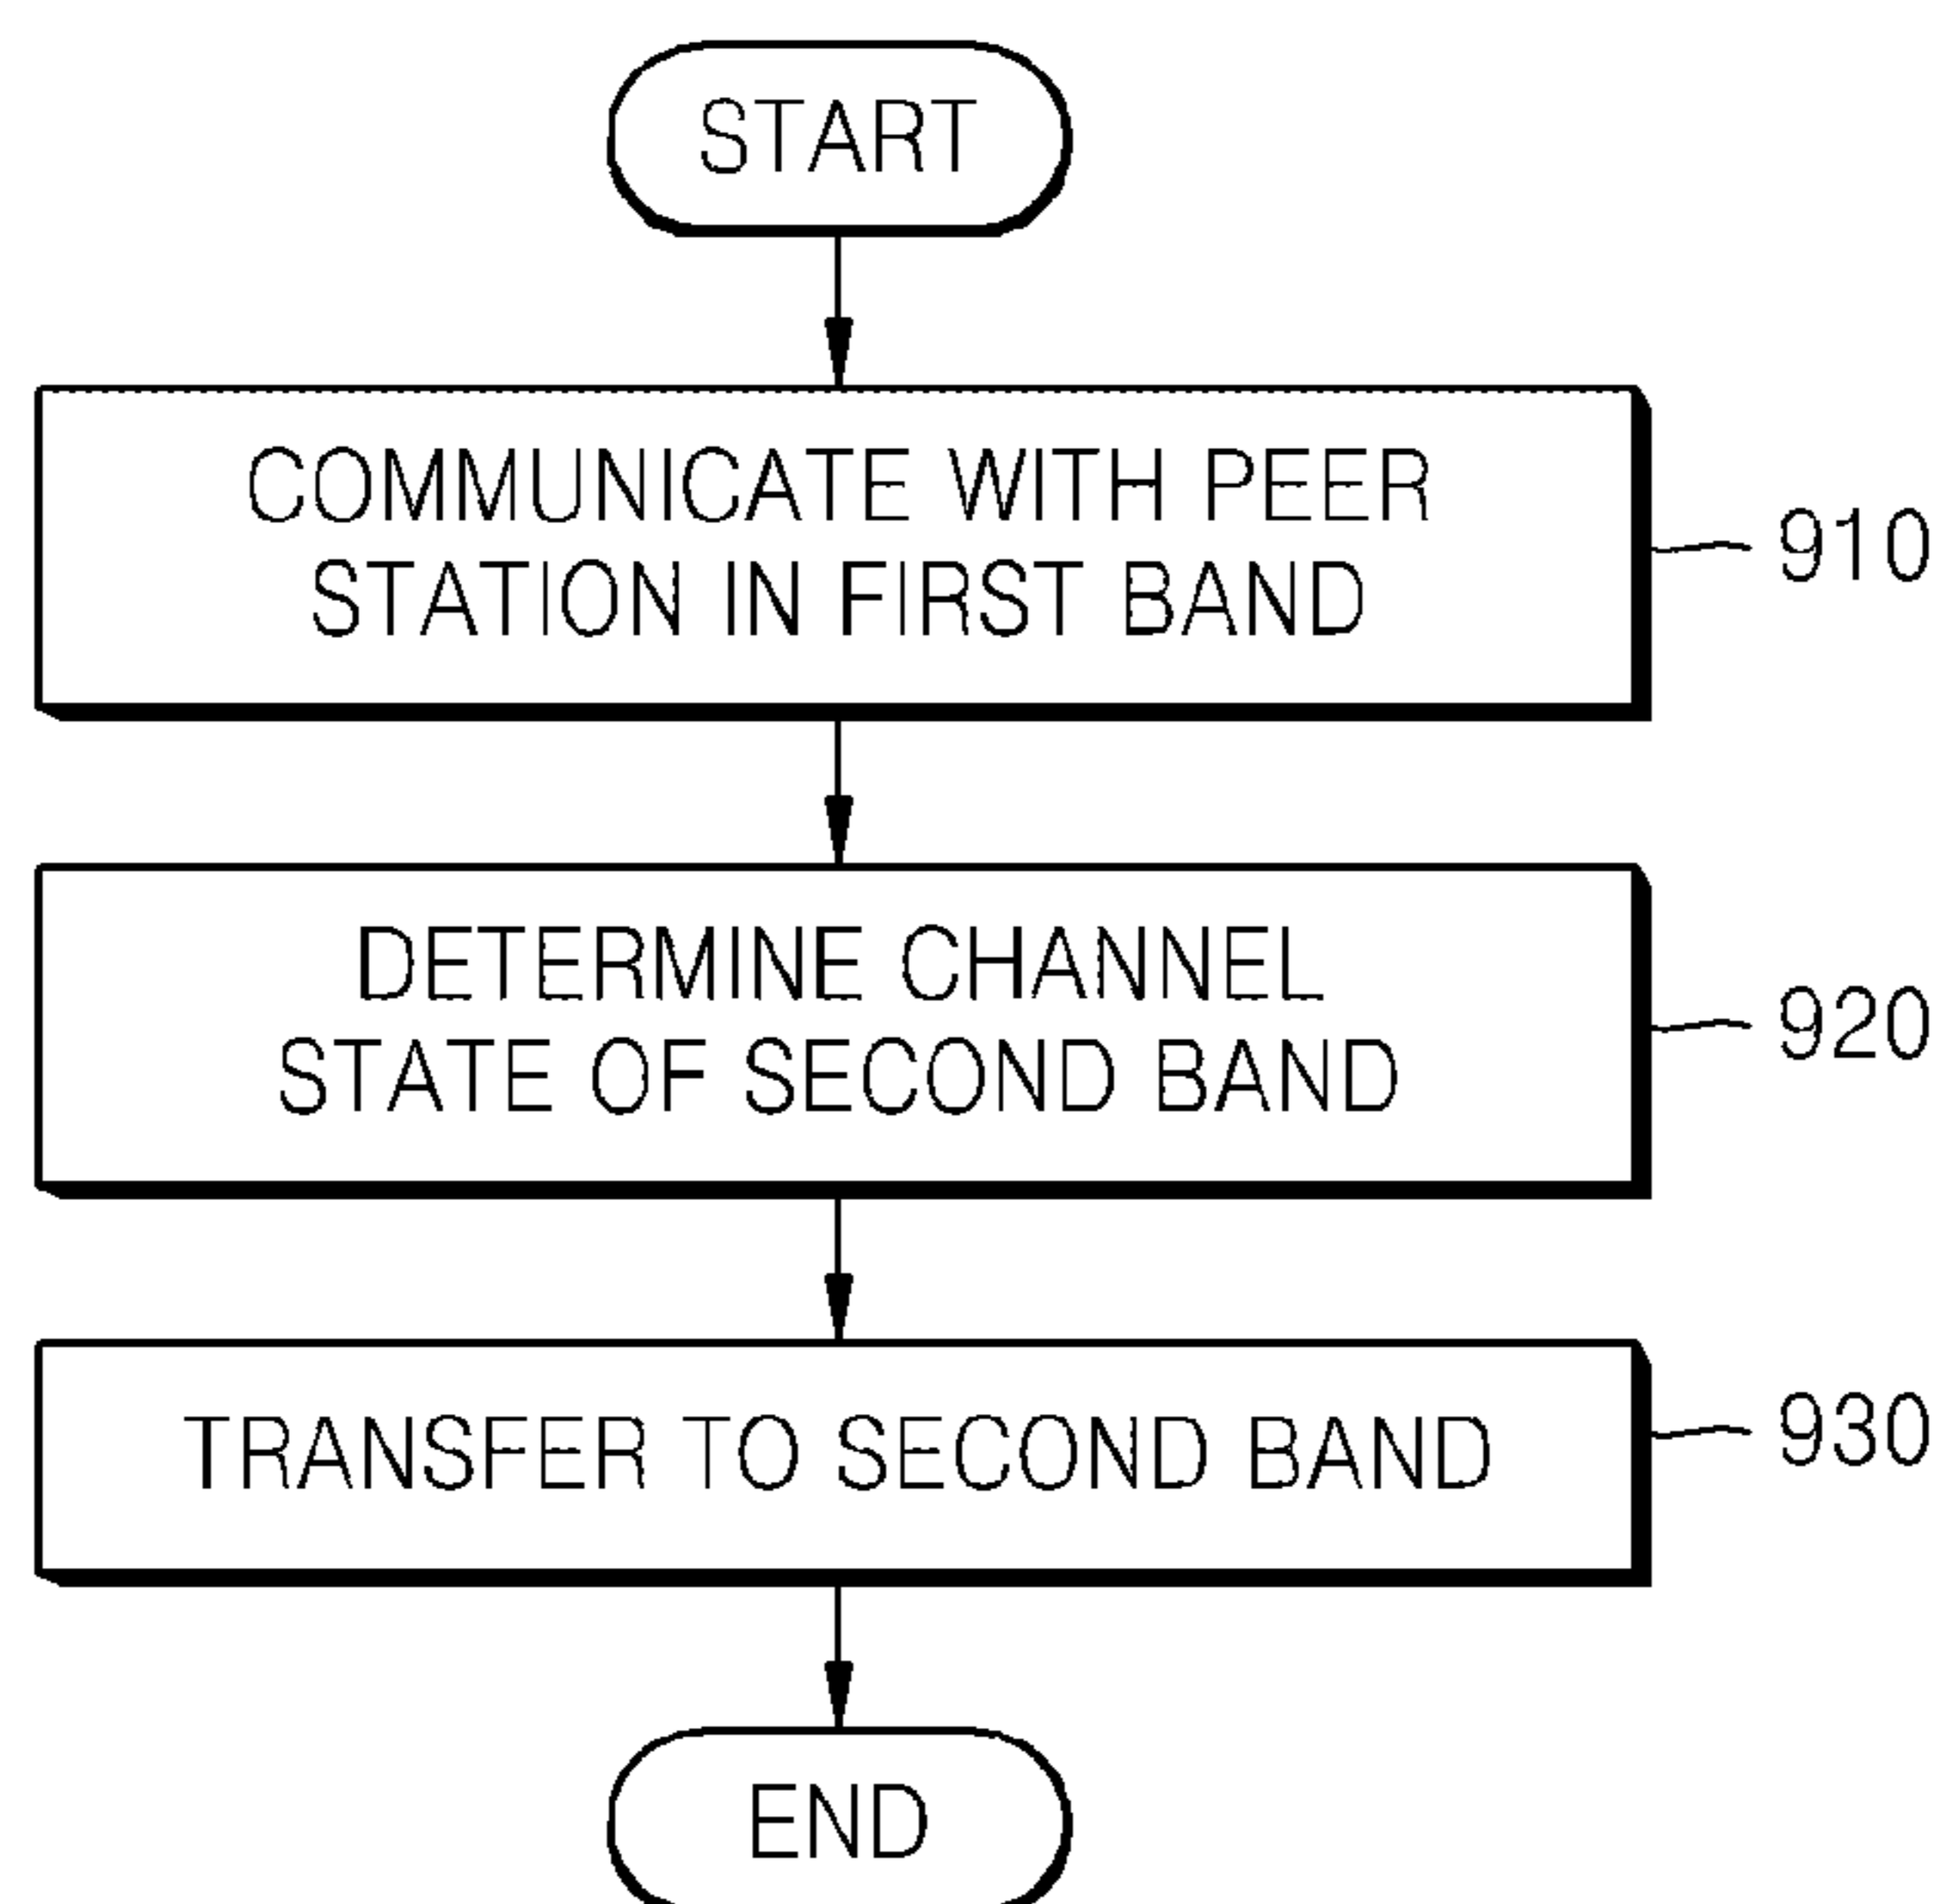 START
COMMUNICATE WITH PEER
STATION IN FIRST BAND
910
DETERMINE CHANNEL
STATE OF SECOND BAND
920
TRANSFER TO SECOND BAND
930
END